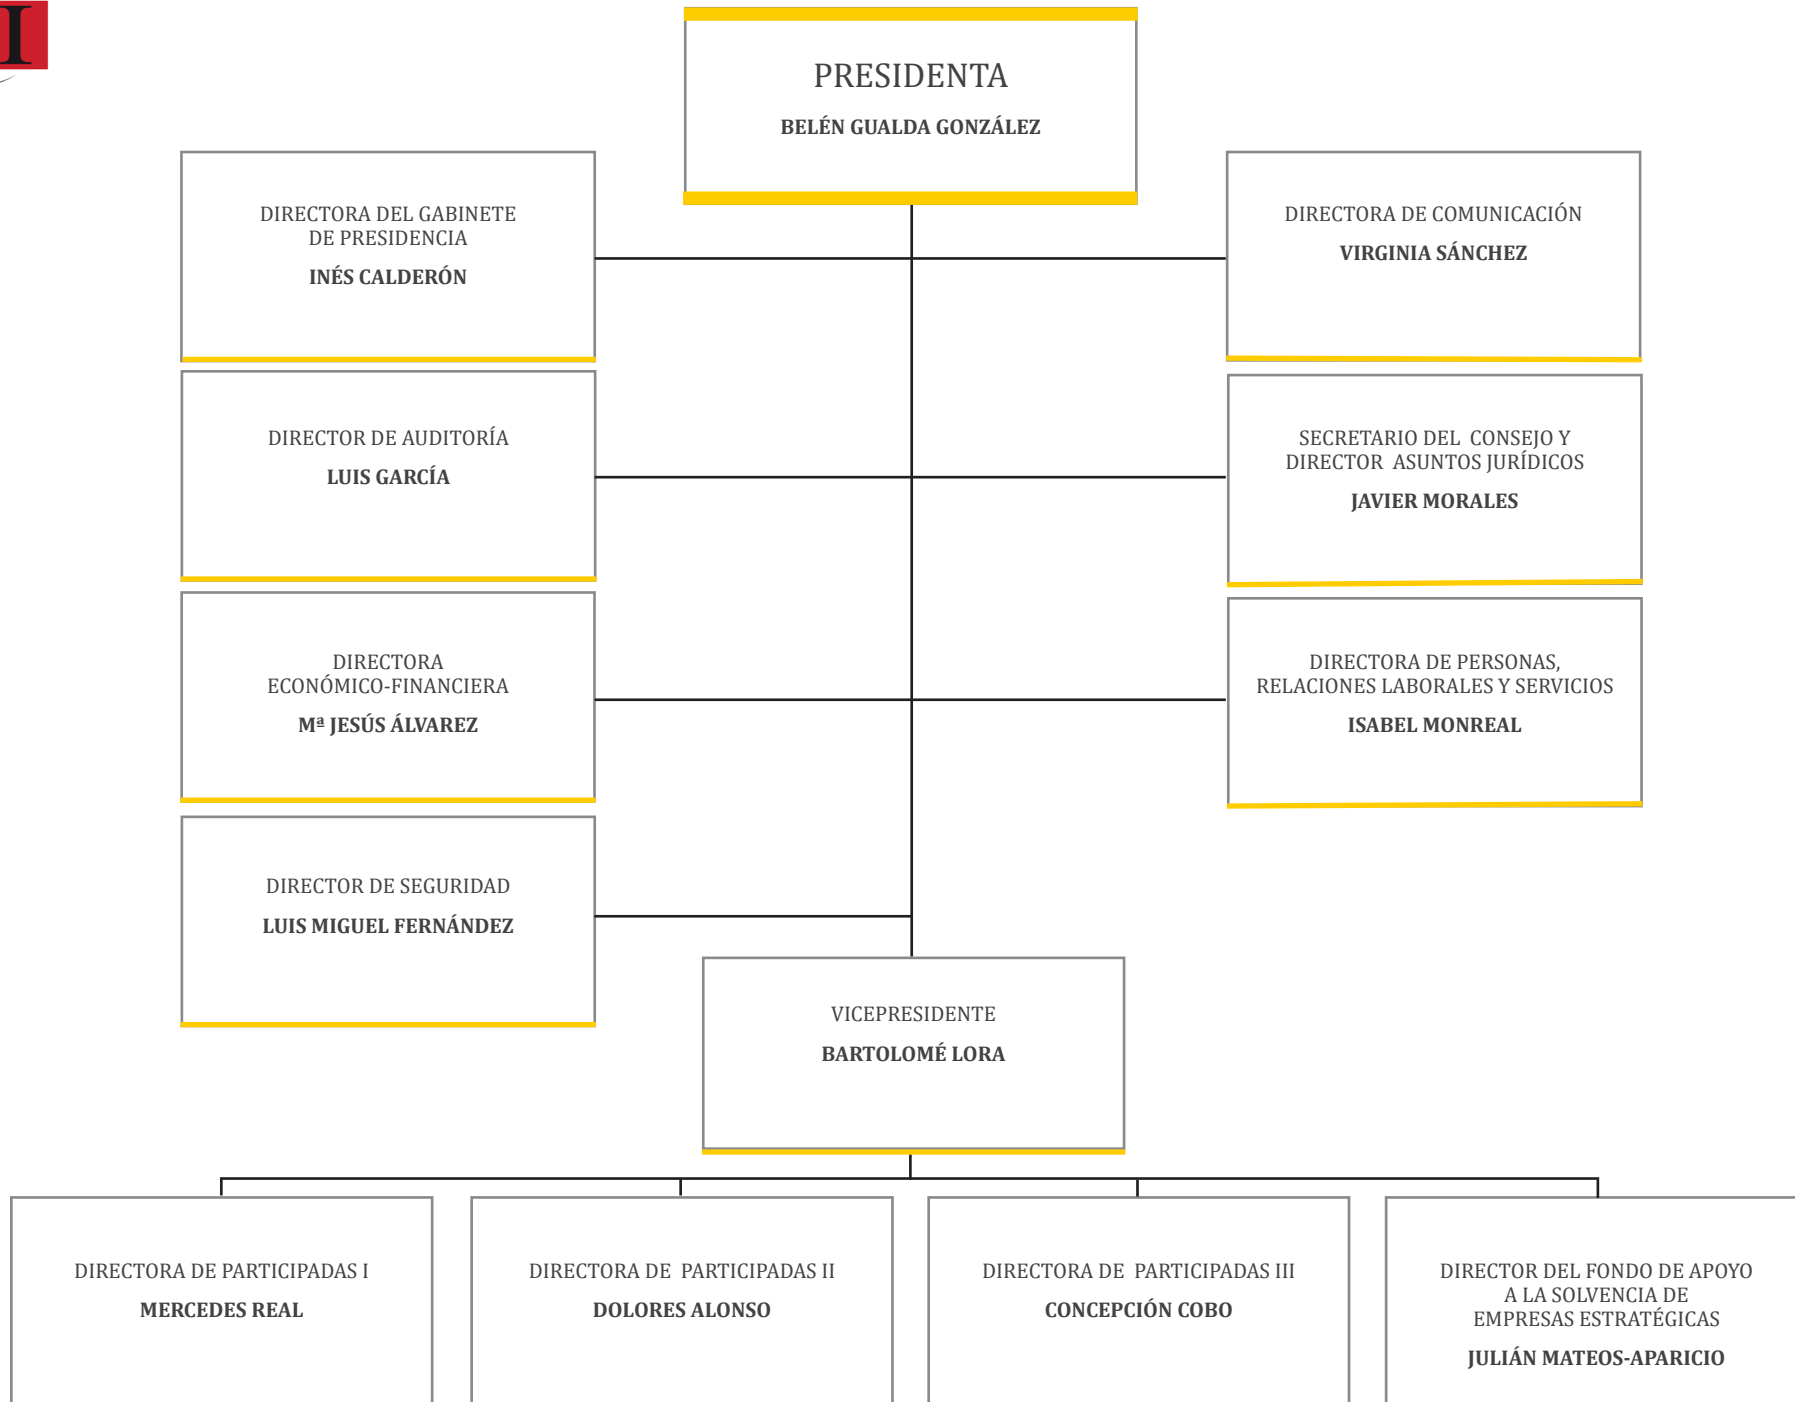 I
PRESIDENTA
BELÉN GUALDA GONZÁLEZ
DIRECTORA DEL GABINETE
DE PRESIDENCIA
INÉS CALDERÓN
DIRECTORA DE COMUNICACIÓN
VIRGINIA SÁNCHEZ
DIRECTOR DE AUDITORÍA
LUIS GARCÍA
SECRETARIO DEL CONSEJO Y
DIRECTOR ASUNTOS JURÍDICOS
JAVIER MORALES
DIRECTORA
ECONÓMICO-FINANCIERA
Mª JESÚS ÁLVAREZ
DIRECTORA DE PERSONAS,
RELACIONES LABORALES Y SERVICIOS
ISABEL MONREAL
DIRECTOR DE SEGURIDAD
LUIS MIGUEL FERNÁNDEZ
VICEPRESIDENTE
BARTOLOMÉ LORA
DIRECTORA DE PARTICIPADAS I
MERCEDES REAL
DIRECTORA DE PARTICIPADAS II
DOLORES ALONSO
DIRECTORA DE PARTICIPADAS III
CONCEPCIÓN COBO
DIRECTOR DEL FONDO DE APOYO
A LA SOLVENCIA DE
EMPRESAS ESTRATÉGICAS
JULIÁN MATEOS-APARICIO